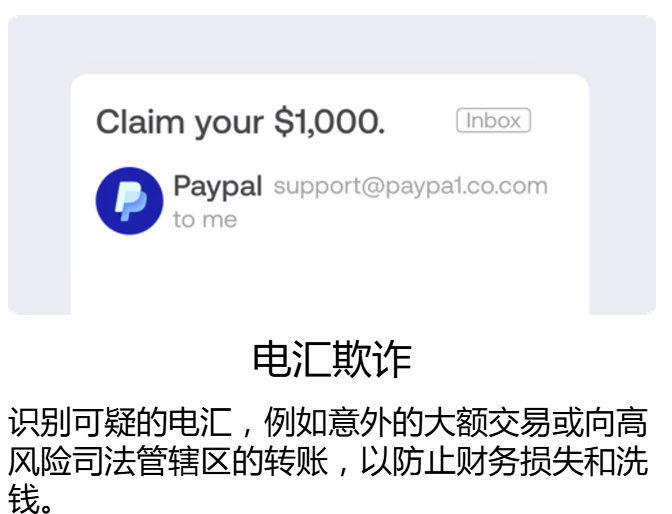 Claim your $1,000.
Inbox
Paypal support@paypa1.co.com
to me
电汇欺诈
识别可疑的电汇，例如意外的大额交易或向高
风险司法管辖区的转账，以防止财务损失和洗
钱。